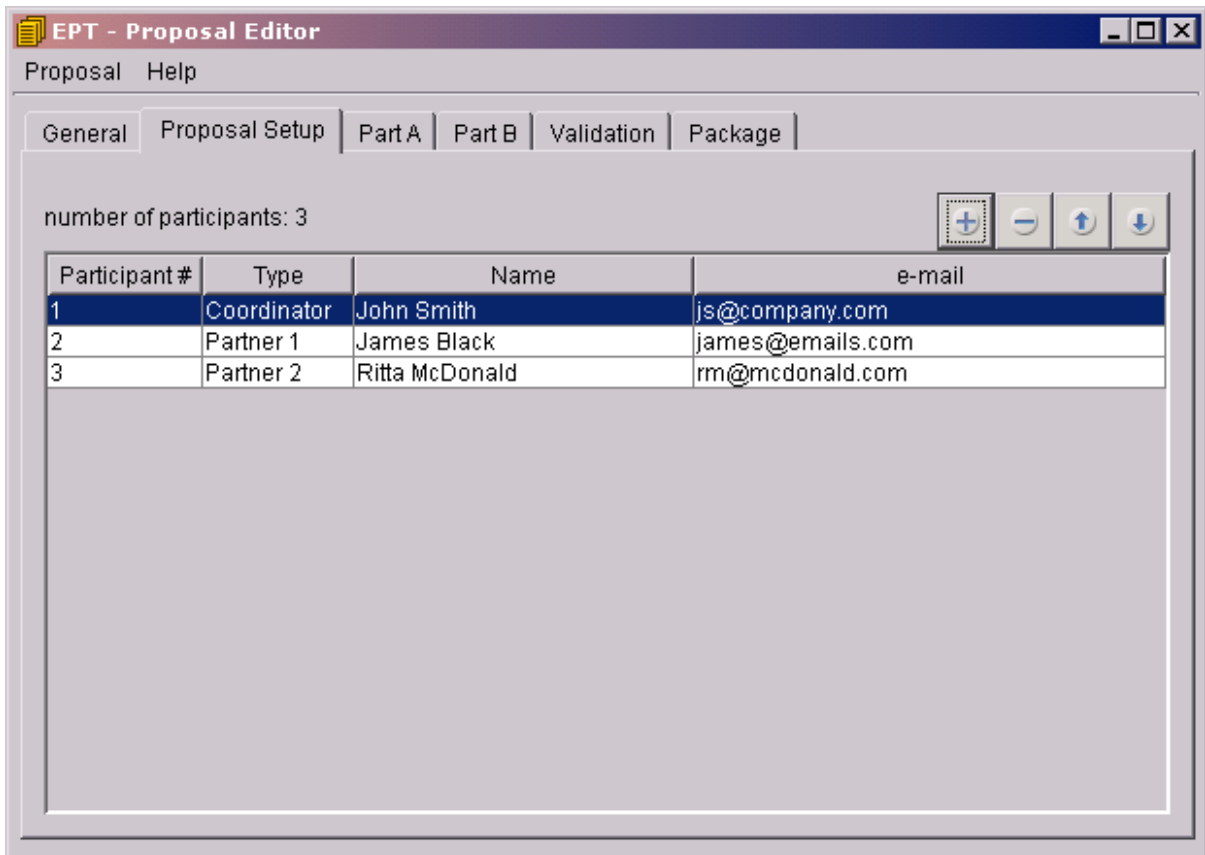 EPT - Proposal Editor
Proposal Help
General Proposal Setup Part A Part B Validation Package
number of participants: 3
Participant # Type Name e-mail
1 Coordinator John Smith js@company.com
2 Partner 1 James Black james@emails.com
3 Partner 2 Ritta McDonald rm@mcdonald.com